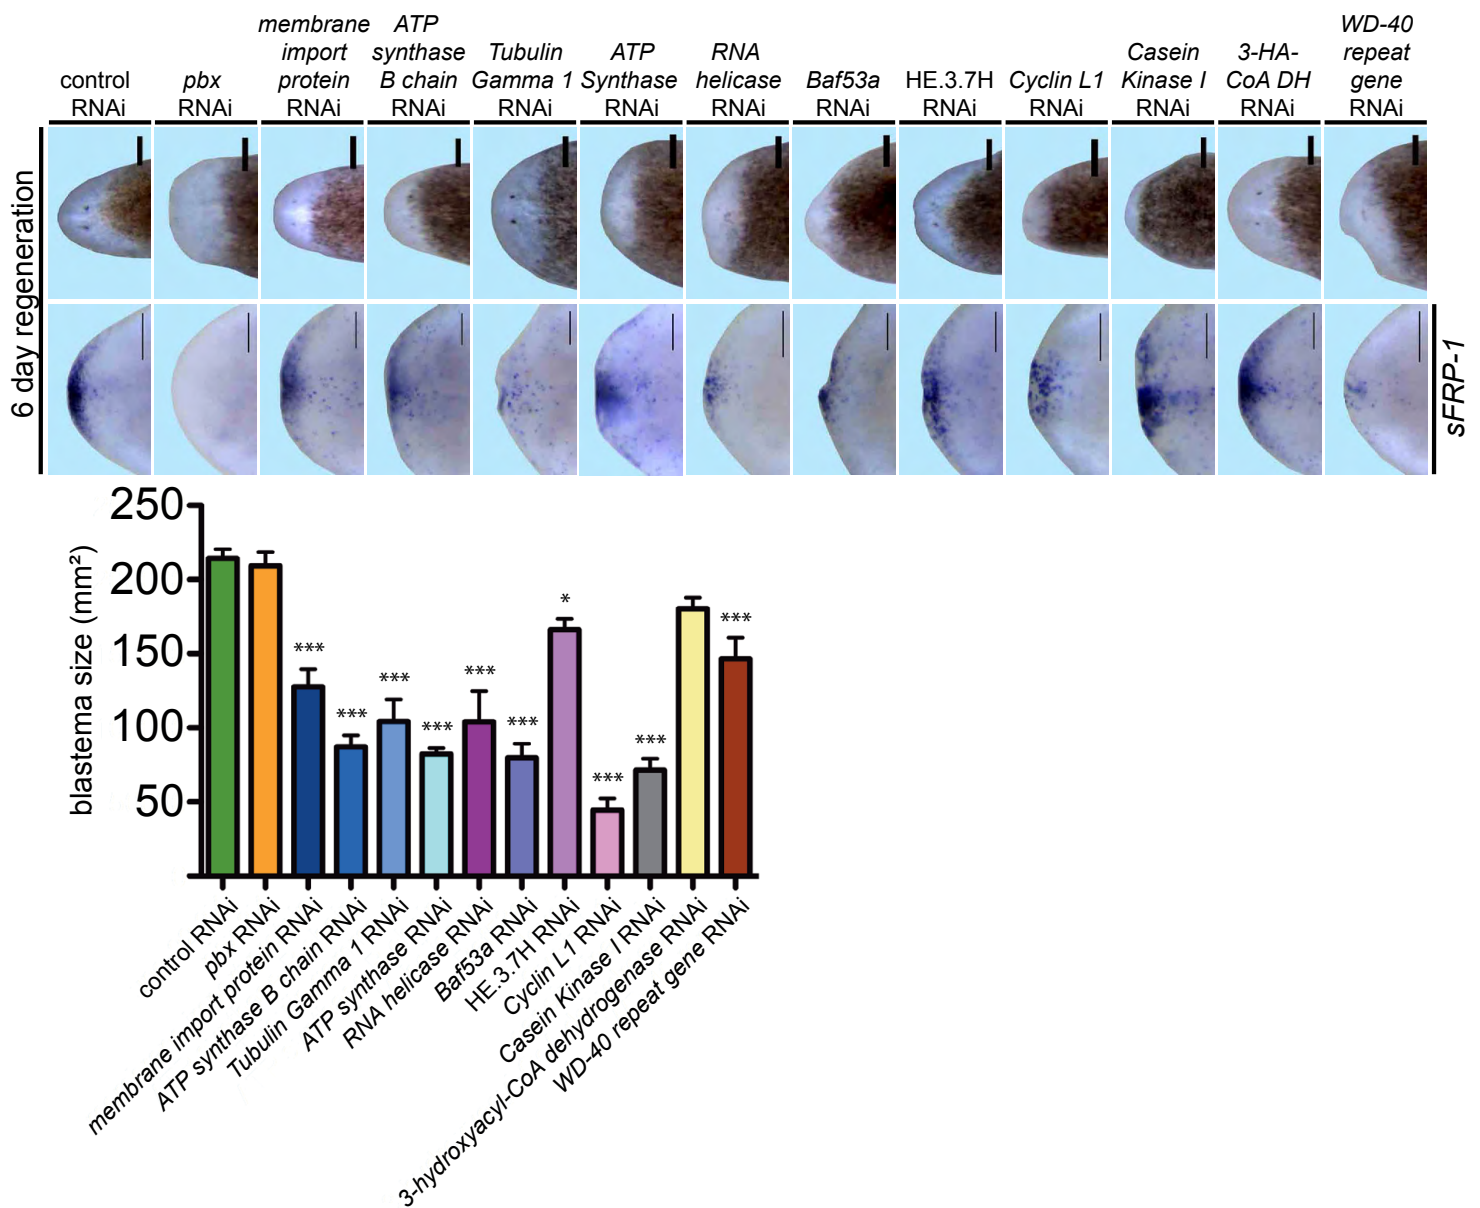 control
RNAi
pbx
RNAi
membrane
import
protein
RNAi
ATP
synthase
B chain
RNAi
Tubulin
Gamma 1
RNAi
ATP
Synthase
RNAi
RNA
helicase
RNAi
Baf53a
RNAi
HE.3.7H
RNAi
Cyclin L1
RNAi
Casein
Kinase I
RNAi
3-HA-
CoA DH
RNAi
WD-40
repeat
gene
RNAi
6 day regeneration
sFRP-1
blastema size (mm²)
250
200
150
100
50
***
***
***
***
***
***
*
***
***
***
control RNAi
pbx RNAi
membrane import protein RNAi
ATP synthase B chain RNAi
Tubulin Gamma 1 RNAi
ATP synthase RNAi
RNA helicase RNAi
Baf53a RNAi
HE.3.7H RNAi
Cyclin L1 RNAi
Casein Kinase I RNAi
3-hydroxyacyl-CoA dehydrogenase RNAi
WD-40 repeat gene RNAi